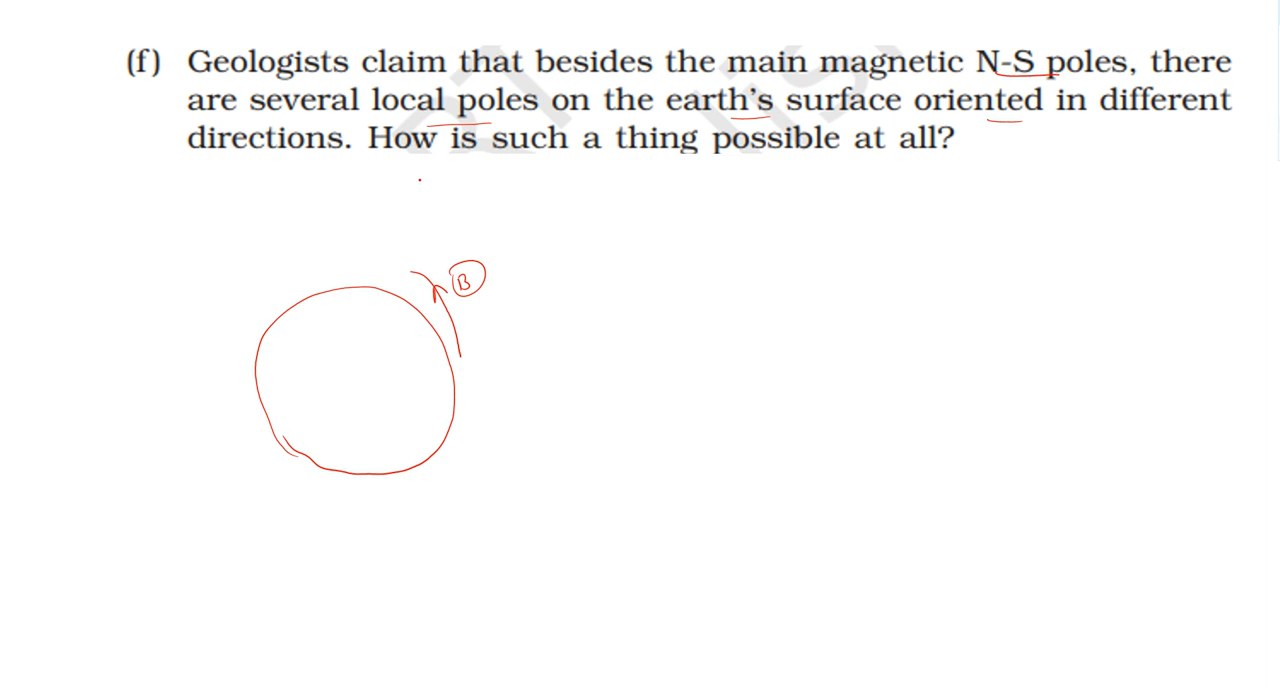 (f) Geologists claim that besides the main magnetic N-S poles, there
are several local poles on the earth's surface oriented in different
directions. How is such a thing possible at all?
B